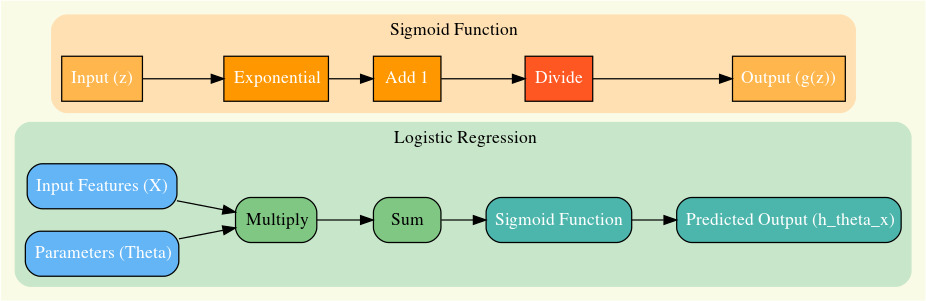 Sigmoid Function
Input (z)
Exponential
Add 1
Divide
Output (g(z))
Logistic Regression
Input Features (X)
Parameters (Theta)
Multiply
Sum
Sigmoid Function
Predicted Output (h_theta_x)